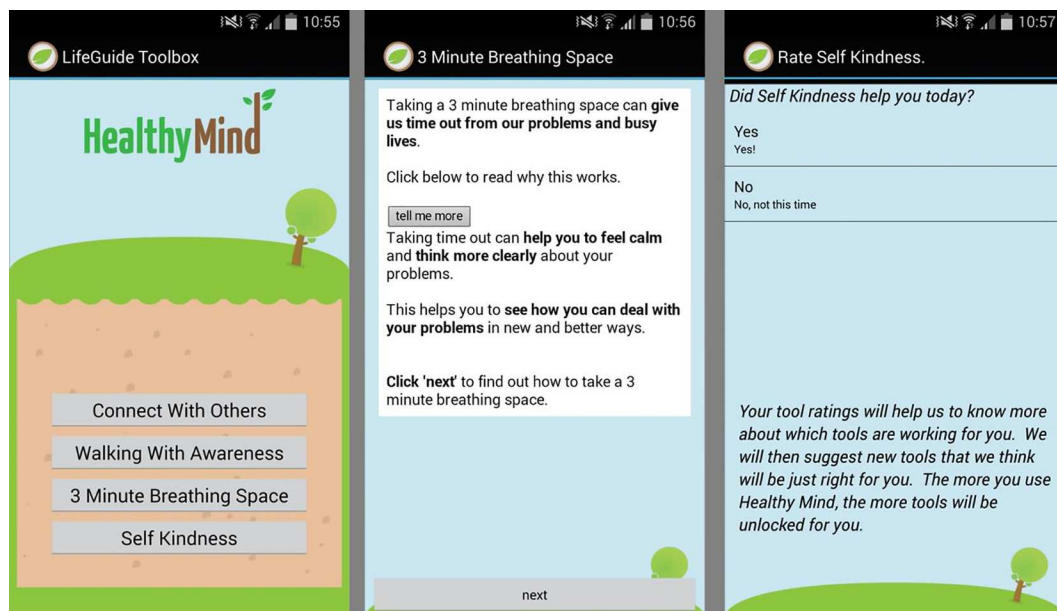 10:55
LifeGuide Toolbox
HealthyMind
Connect With Others
Walking With Awareness
3 Minute Breathing Space
Self Kindness
10:56
3 Minute Breathing Space
Taking a 3 minute breathing space can give
us time out from our problems and busy
lives.
Click below to read why this works.
tell me more
Taking time out can help you to feel calm
and think more clearly about your
problems.
This helps you to see how you can deal with
your problems in new and better ways.
Click 'next' to find out how to take a 3
minute breathing space.
next
10:57
Rate Self Kindness.
Did Self Kindness help you today?
Yes
Yes!
No
No, not this time
Your tool ratings will help us to know more
about which tools are working for you. We
will then suggest new tools that we think
will be just right for you. The more you use
Healthy Mind, the more tools will be
unlocked for you.